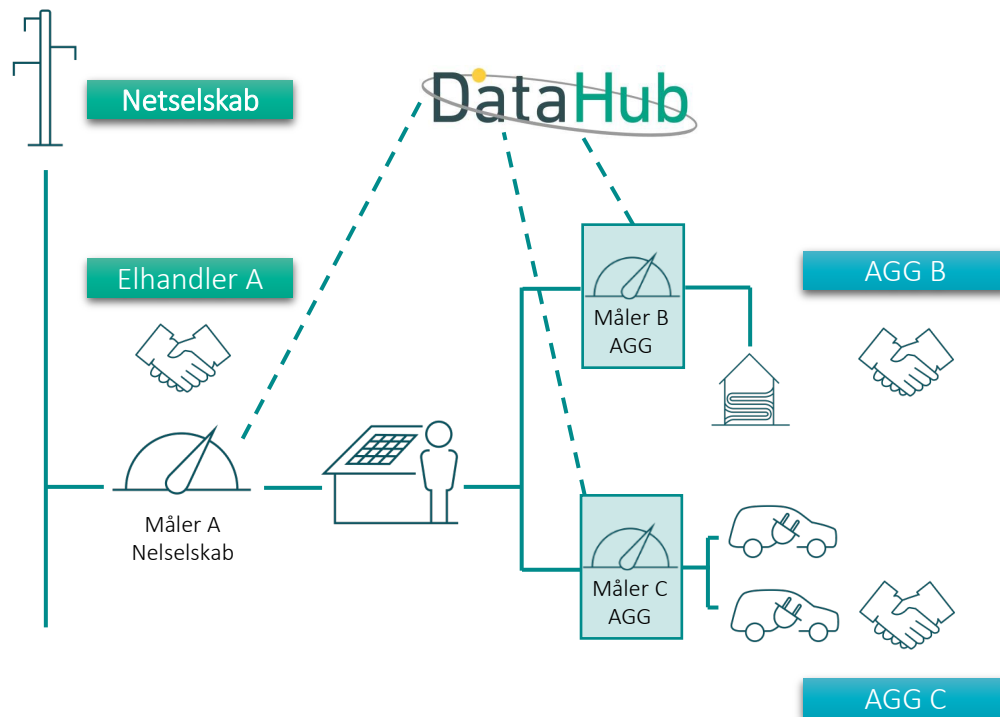 Netselskab
DataHub
Elhandler A
AGG B
Måler B
AGG
Måler A
Nelselskab
Måler C
AGG
AGG C